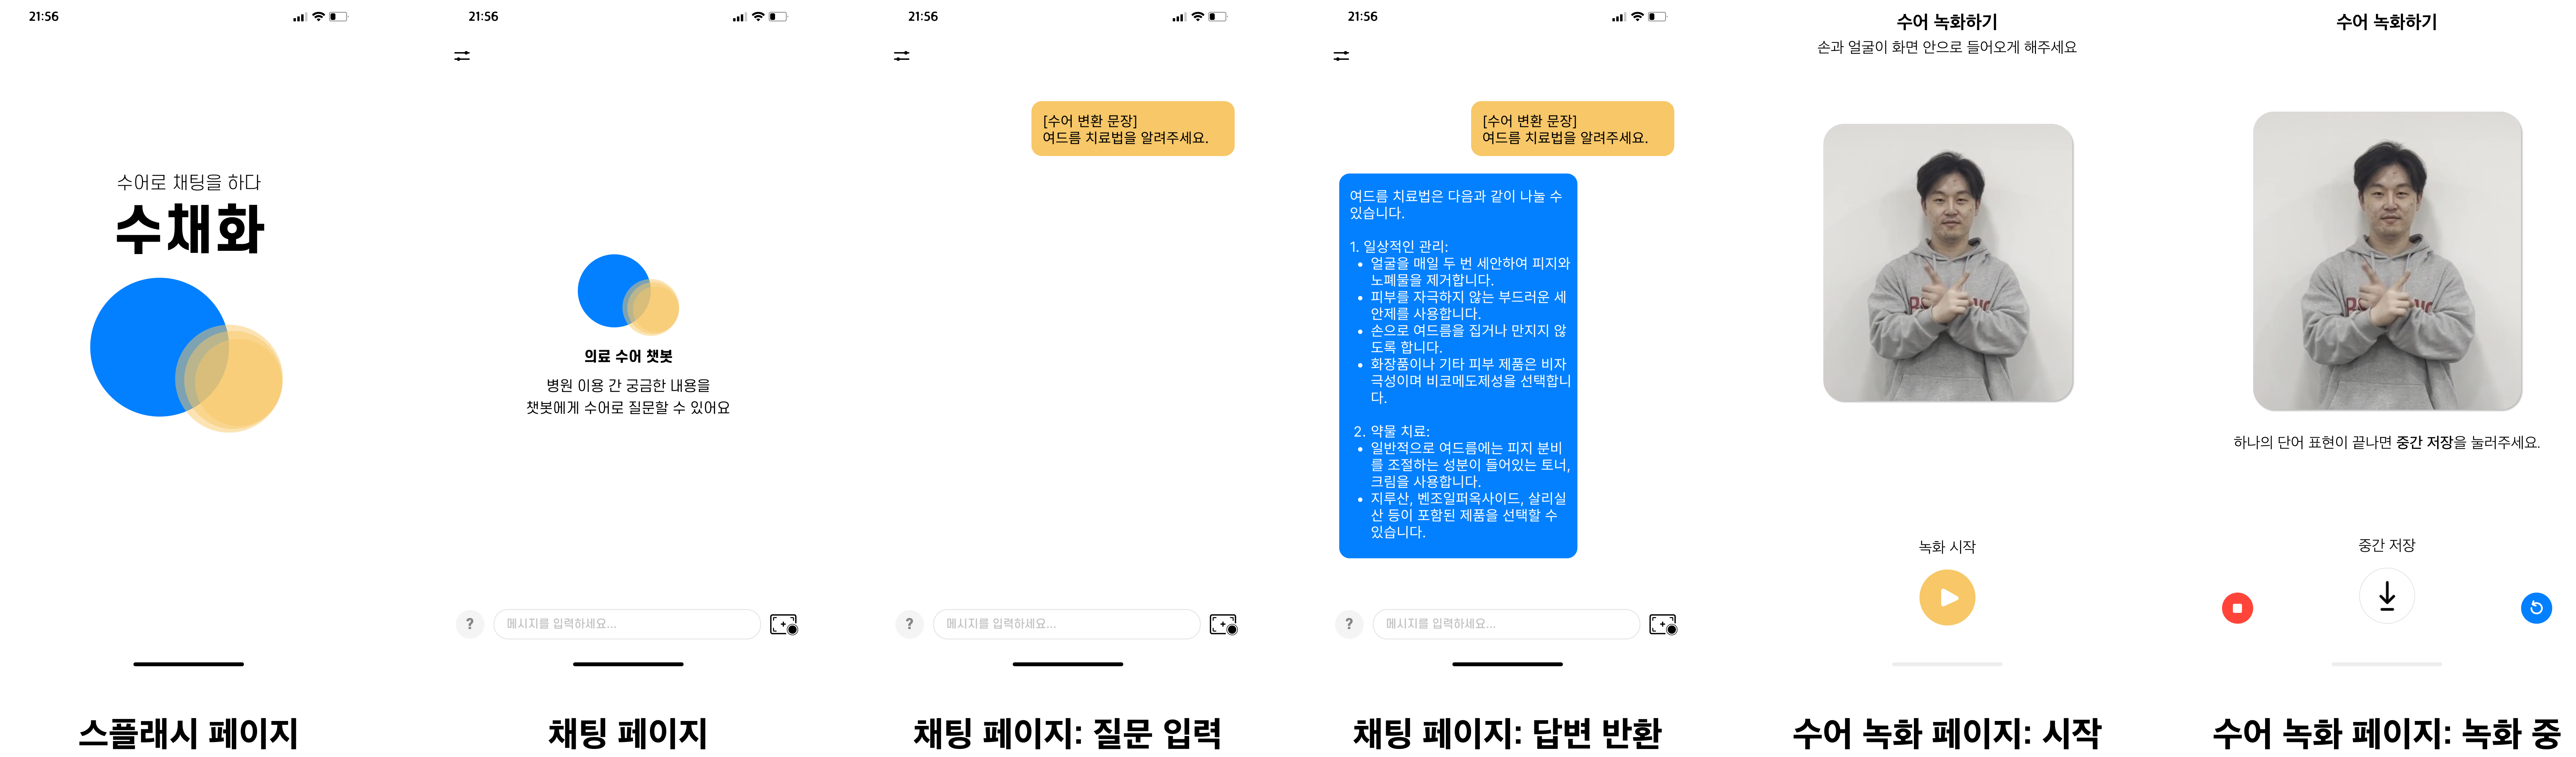 21:56
수어로 채팅을 하다
수채화
스플래시 페이지
21:56
의료 수어 챗봇
병원 이용 간 궁금한 내용을
챗봇에게 수어로 질문할 수 있어요
?
메시지를 입력하세요...
채팅 페이지
21:56
[수어 변환 문장]
여드름 치료법을 알려주세요.
?
메시지를 입력하세요...
채팅 페이지: 질문 입력
21:56
[수어 변환 문장]
여드름 치료법을 알려주세요.
여드름 치료법은 다음과 같이 나눌 수
있습니다.
1. 일상적인 관리:
• 얼굴을 매일 두 번 세안하여 피지와
노폐물을 제거합니다.
• 피부를 자극하지 않는 부드러운 세
안제를 사용합니다.
• 손으로 여드름을 집거나 만지지 않
도록 합니다.
• 화장품이나 기타 피부 제품은 비자
극성이며 비코메도제성을 선택합니
다.
2. 약물 치료:
• 일반적으로 여드름에는 피지 분비
를 조절하는 성분이 들어있는 토너,
크림을 사용합니다.
• 지루산, 벤조일퍼옥사이드, 살리실
산 등이 포함된 제품을 선택할 수
있습니다.
?
메시지를 입력하세요...
채팅 페이지: 답변 반환
수어 녹화하기
손과 얼굴이 화면 안으로 들어오게 해주세요
녹화 시작
수어 녹화 페이지: 시작
수어 녹화하기
하나의 단어 표현이 끝나면 중간 저장을 눌러주세요.
중간 저장
수어 녹화 페이지: 녹화 중